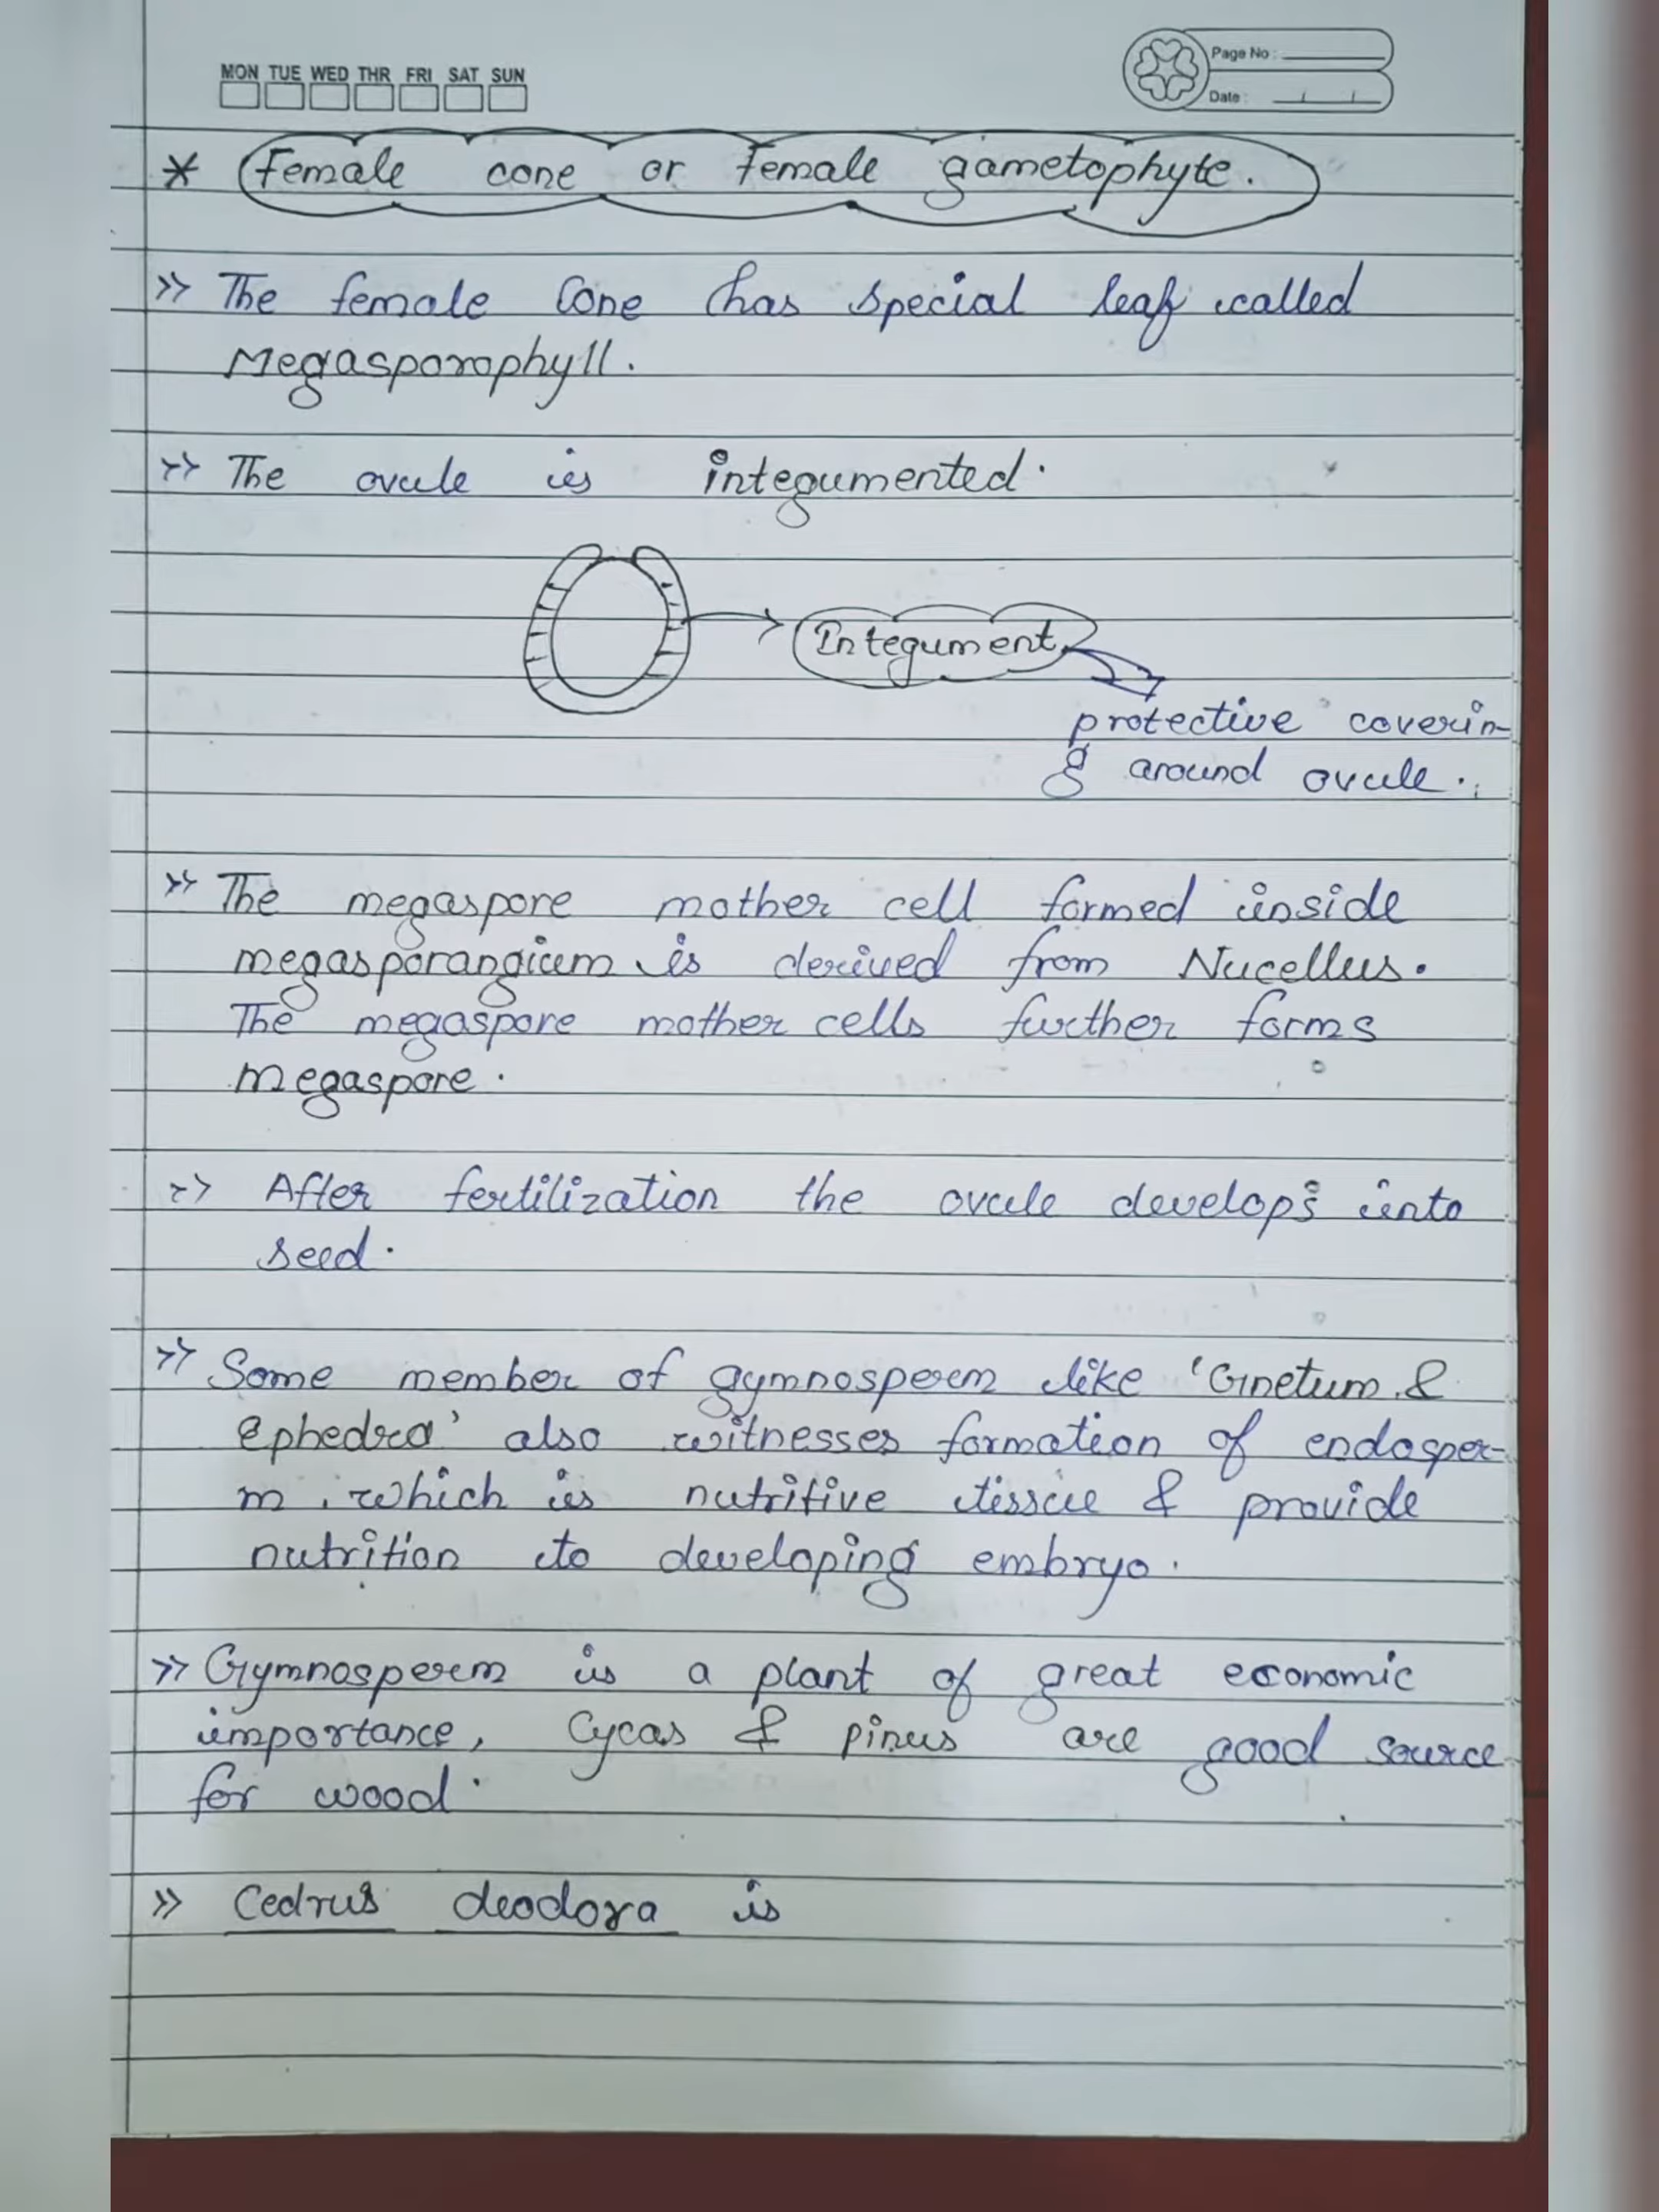 MON TUE WED THR FRI SAT SUN
Page No :
Date :
* Female cone or Female gametophyte.
>> The female Cone has special leaf called
Megasporophyll.
>> The ovule is integumented.
Integument
protective coverin-
g around ovule.
>> The megaspore mother cell formed inside
megasporangium is derived from Nucellus.
The megaspore mother cells further forms
megaspore.
>> After fertilization the ovule develops into
seed.
>> Some member of gymnosperm like 'Gnetum &
Ephedra' also witnesses formation of endosper-
m, which is nutritive tissue & provide
nutrition to developing embryo.
>> Gymnosperm is a plant of great economic
importance, Cycas & pinus are good source
for wood.
>> Cedrus deodora is